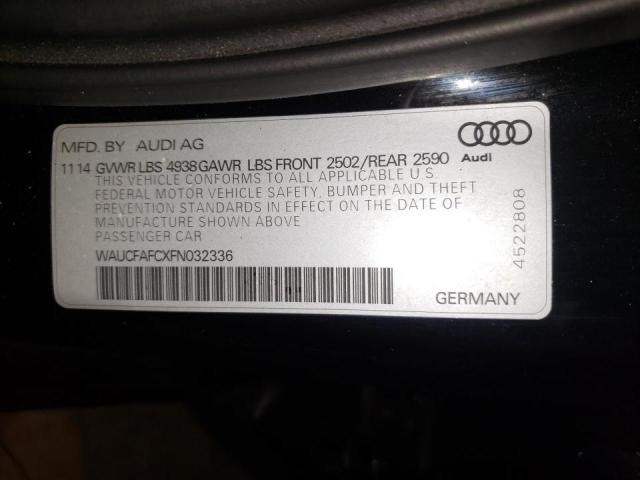 MFD. BY AUDI AG
Audi
11 14 GVWR LBS 4938 GAWR LBS FRONT 2502/REAR 2590
THIS VEHICLE CONFORMS TO ALL APPLICABLE U.S.
FEDERAL MOTOR VEHICLE SAFETY, BUMPER AND THEFT
PREVENTION STANDARDS IN EFFECT ON THE DATE OF
MANUFACTURE SHOWN ABOVE
PASSENGER CAR
WAUCFAFCXFN032336
4522808
GERMANY